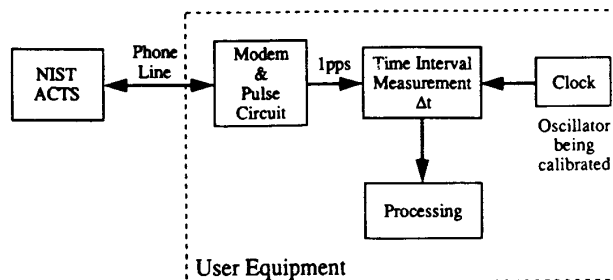 NIST
ACTS
Phone
Line
Modem
&
Pulse
Circuit
1pps
Time Interval
Measurement
Δt
Clock
Oscillator
being
calibrated
Processing
User Equipment